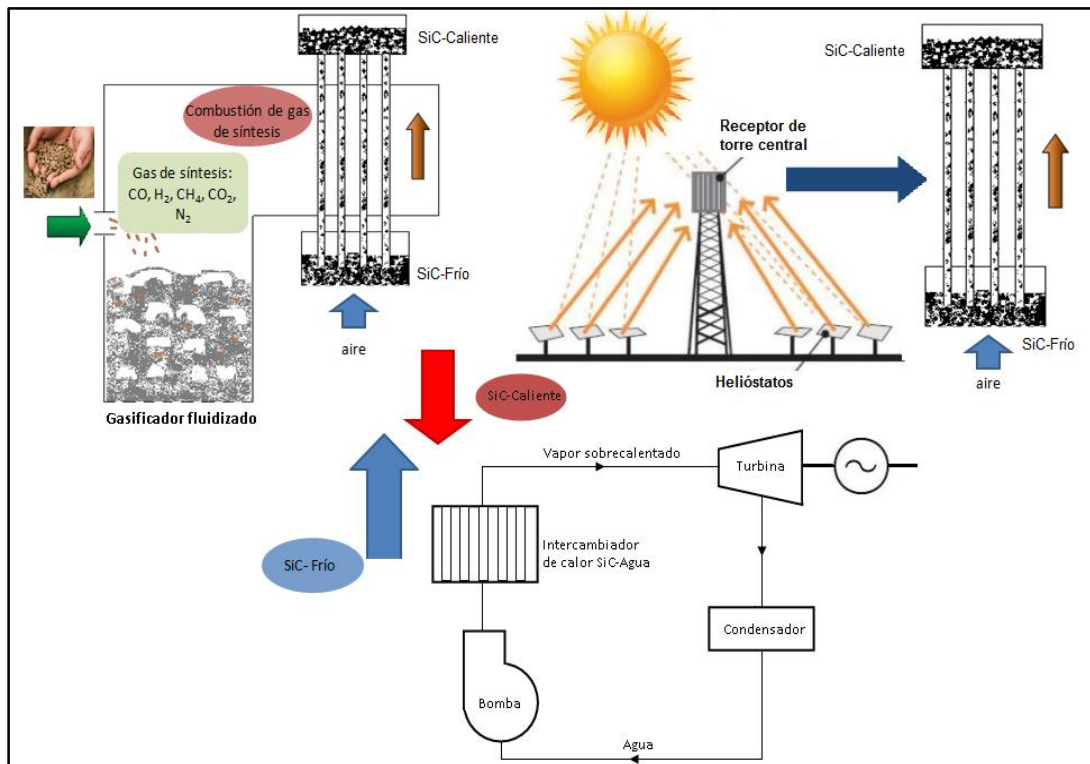 SiC-Caliente
Combustión de gas
de síntesis
Gas de síntesis:
CO, H₂, CH₄, CO₂,
N₂
SiC-Frío
aire
Gasificador fluidizado
Receptor de
torre central
Helióstatos
SiC-Caliente
SiC-Frío
aire
SiC-Caliente
SiC- Frío
Vapor sobrecalentado
Turbina
Intercambiador
de calor SiC-Agua
Condensador
Bomba
Agua